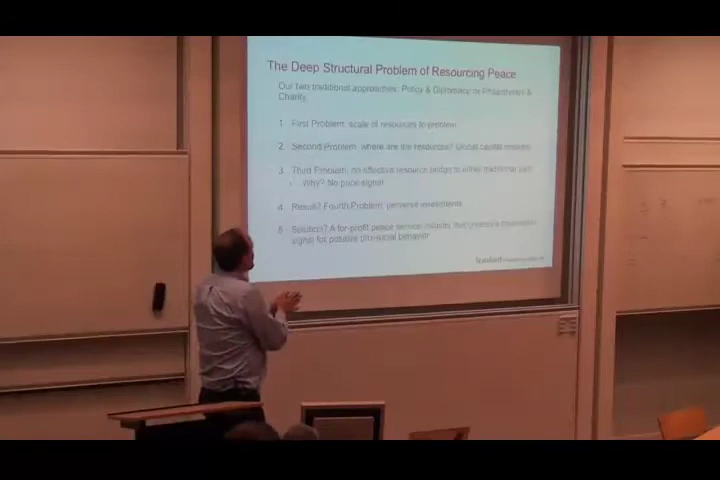 The Deep Structural Problem of Resourcing Peace
Our two traditional approaches: Policy & Diplomacy or Philanthropy &
Charity
1. First Problem: scale of resources to problem
2. Second Problem: where are the resources? Global capital markets
3. Third Problem: no effective resource bridge to either traditional path
Why? No price signal
4. Result? Fourth Problem: perverse investments
5. Solution? A for-profit peace services industry that creates a
signal for positive pro-social behavior
Stanford